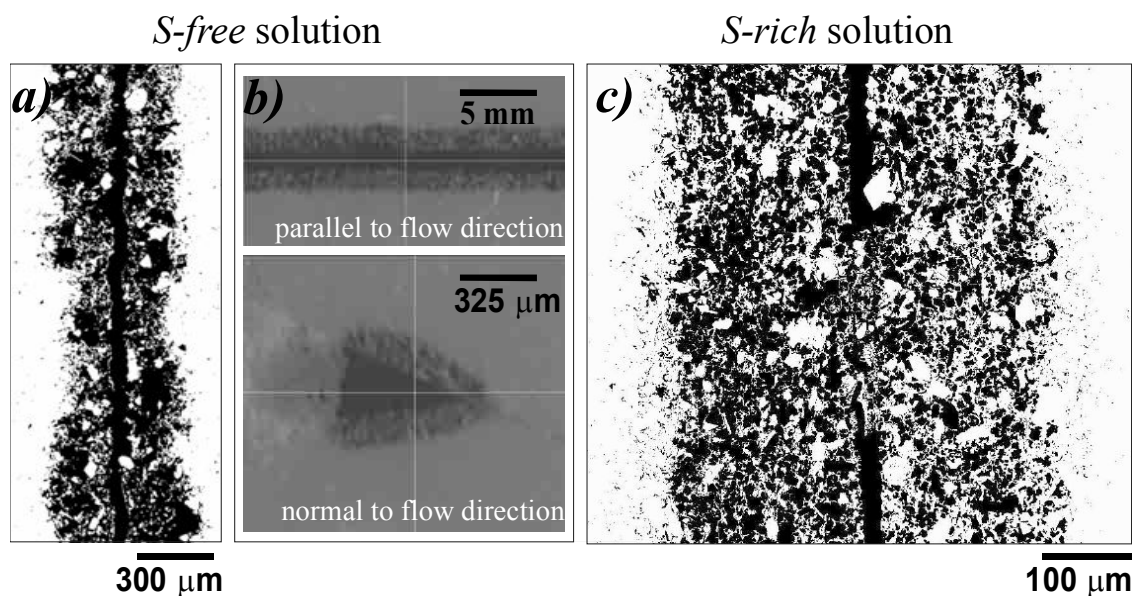 S-free solution
S-rich solution
a)
b)
5 mm
parallel to flow direction
325 μm
normal to flow direction
c)
300 μm
100 μm